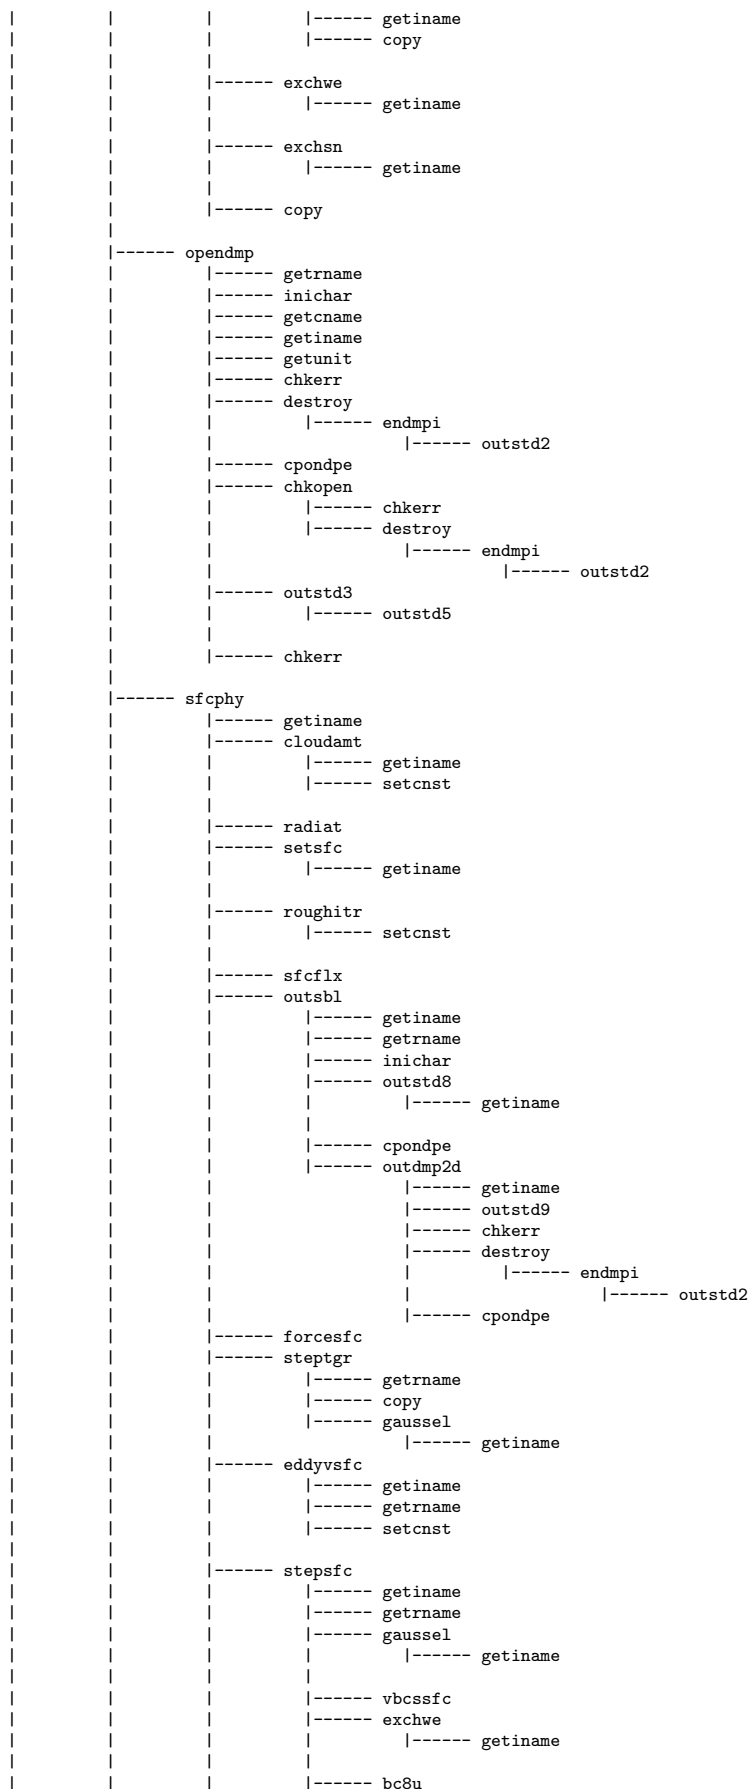 |         |         |         |------ getiname
|         |         |         |------ copy
|         |         |
|         |         |------ exchwe
|         |         |         |------ getiname
|         |         |
|         |         |------ exchsn
|         |         |         |------ getiname
|         |         |
|         |         |------ copy
|         |
|         |------ opendmp
|         |         |------ getrname
|         |         |------ inichar
|         |         |------ getcname
|         |         |------ getiname
|         |         |------ getunit
|         |         |------ chkerr
|         |         |------ destroy
|         |         |         |------ endmpi
|         |         |                   |------ outstd2
|         |         |------ cpondpe
|         |         |------ chkopen
|         |         |         |------ chkerr
|         |         |         |------ destroy
|         |         |                   |------ endmpi
|         |         |                             |------ outstd2
|         |         |------ outstd3
|         |         |         |------ outstd5
|         |         |
|         |         |------ chkerr
|         |
|         |------ sfcphy
|         |         |------ getiname
|         |         |------ cloudamt
|         |         |         |------ getiname
|         |         |         |------ setcnst
|         |         |
|         |         |------ radiat
|         |         |------ setsfc
|         |         |         |------ getiname
|         |         |
|         |         |------ roughitr
|         |         |         |------ setcnst
|         |         |
|         |         |------ sfcflx
|         |         |------ outsbl
|         |         |         |------ getiname
|         |         |         |------ getrname
|         |         |         |------ inichar
|         |         |         |------ outstd8
|         |         |         |         |------ getiname
|         |         |         |
|         |         |         |------ cpondpe
|         |         |         |------ outdmp2d
|         |         |                   |------ getiname
|         |         |                   |------ outstd9
|         |         |                   |------ chkerr
|         |         |                   |------ destroy
|         |         |                   |         |------ endmpi
|         |         |                   |                   |------ outstd2
|         |         |                   |------ cpondpe
|         |         |------ forcesfc
|         |         |------ steptgr
|         |         |         |------ getrname
|         |         |         |------ copy
|         |         |         |------ gaussel
|         |         |                   |------ getiname
|         |         |------ eddyvsfc
|         |         |         |------ getiname
|         |         |         |------ getrname
|         |         |         |------ setcnst
|         |         |
|         |         |------ stepsfc
|         |         |         |------ getiname
|         |         |         |------ getrname
|         |         |         |------ gaussel
|         |         |         |         |------ getiname
|         |         |         |
|         |         |         |------ vbcssfc
|         |         |         |------ exchwe
|         |         |         |         |------ getiname
|         |         |         |
|         |         |         |------ bc8u